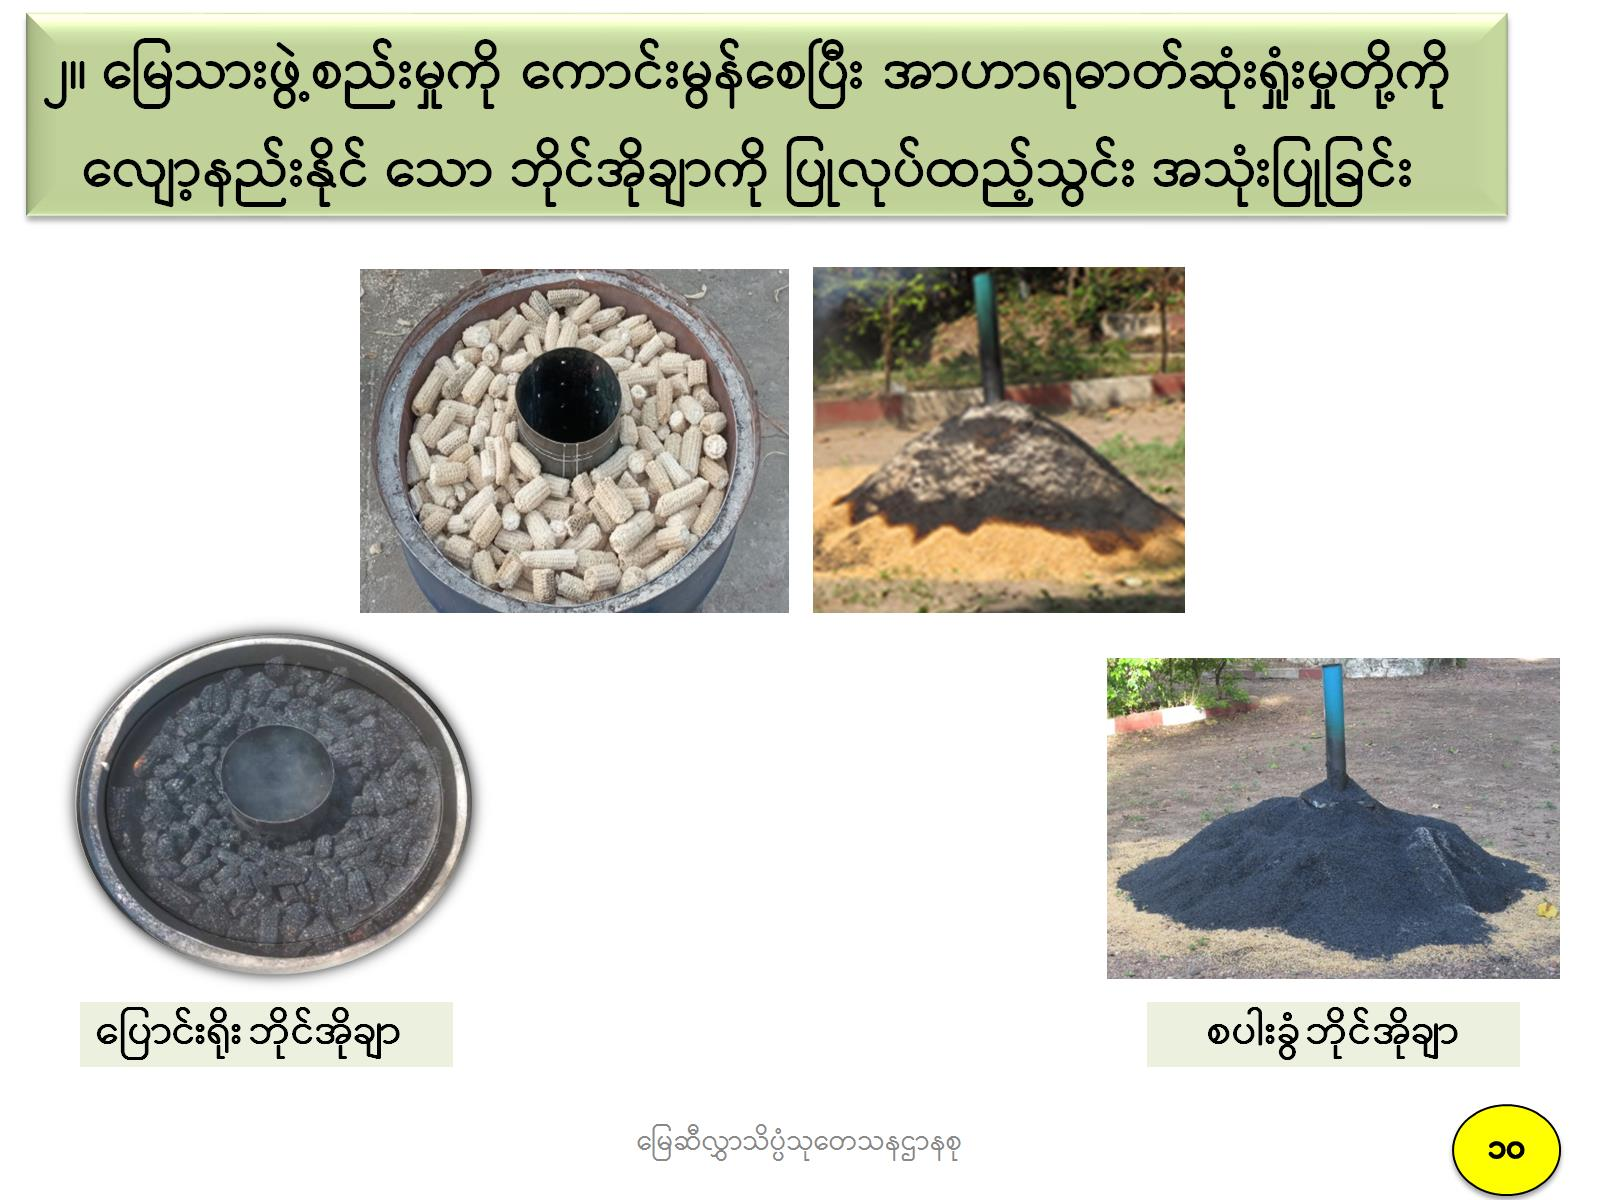 ၂။ မြေသားဖွဲ့စည်းမှုကို ကောင်းမွန်စေပြီး အာဟာရဓာတ်ဆုံးရှုံးမှုတို့ကို
လျော့နည်းနိုင် သော ဘိုင်အိုချာကို ပြုလုပ်ထည့်သွင်း အသုံးပြုခြင်း
ပြောင်းရိုး ဘိုင်အိုချာ
စပါးခွံ ဘိုင်အိုချာ
မြေဆီလွှာသိပ္ပံသုတေသနဌာနစု
၁၀